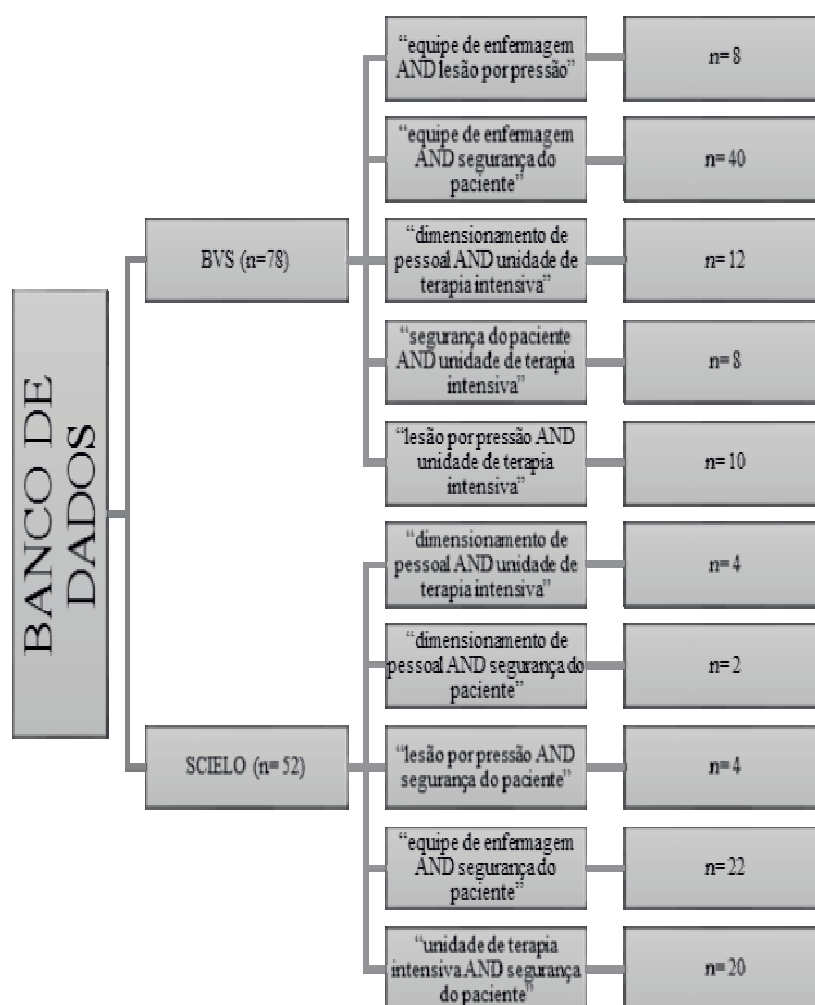 BANCO DE
DADOS
BVS (n=78)
“equipe de enfermagem
AND lesão por pressão”
n= 8
“equipe de enfermagem
AND segurança do
paciente”
n= 40
“dimensionamento de
pessoal AND unidade de
terapia intensiva”
n= 12
“segurança do paciente
AND unidade de terapia
intensiva”
n= 8
“lesão por pressão AND
unidade de terapia
intensiva”
n= 10
SCIELO (n= 52)
“dimensionamento de
pessoal AND unidade de
terapia intensiva”
n= 4
“dimensionamento de
pessoal AND segurança do
paciente”
n= 2
“lesão por pressão AND
segurança do paciente”
n= 4
“equipe de enfermagem
AND segurança do
paciente”
n= 22
“unidade de terapia
intensiva AND segurança
do paciente”
n= 20